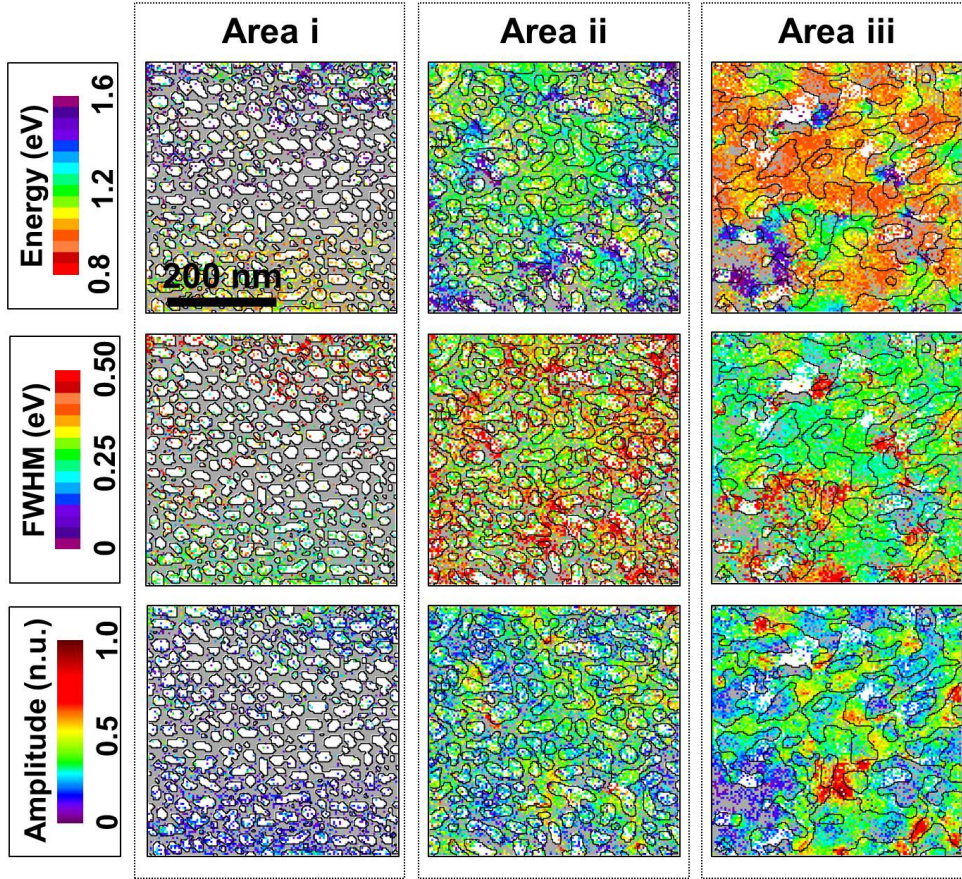 Area i
Area ii
Area iii
Energy (eV)
1.6
1.2
0.8
200 nm
FWHM (eV)
0.50
0.25
0
Amplitude (n.u.)
1.0
0.5
0